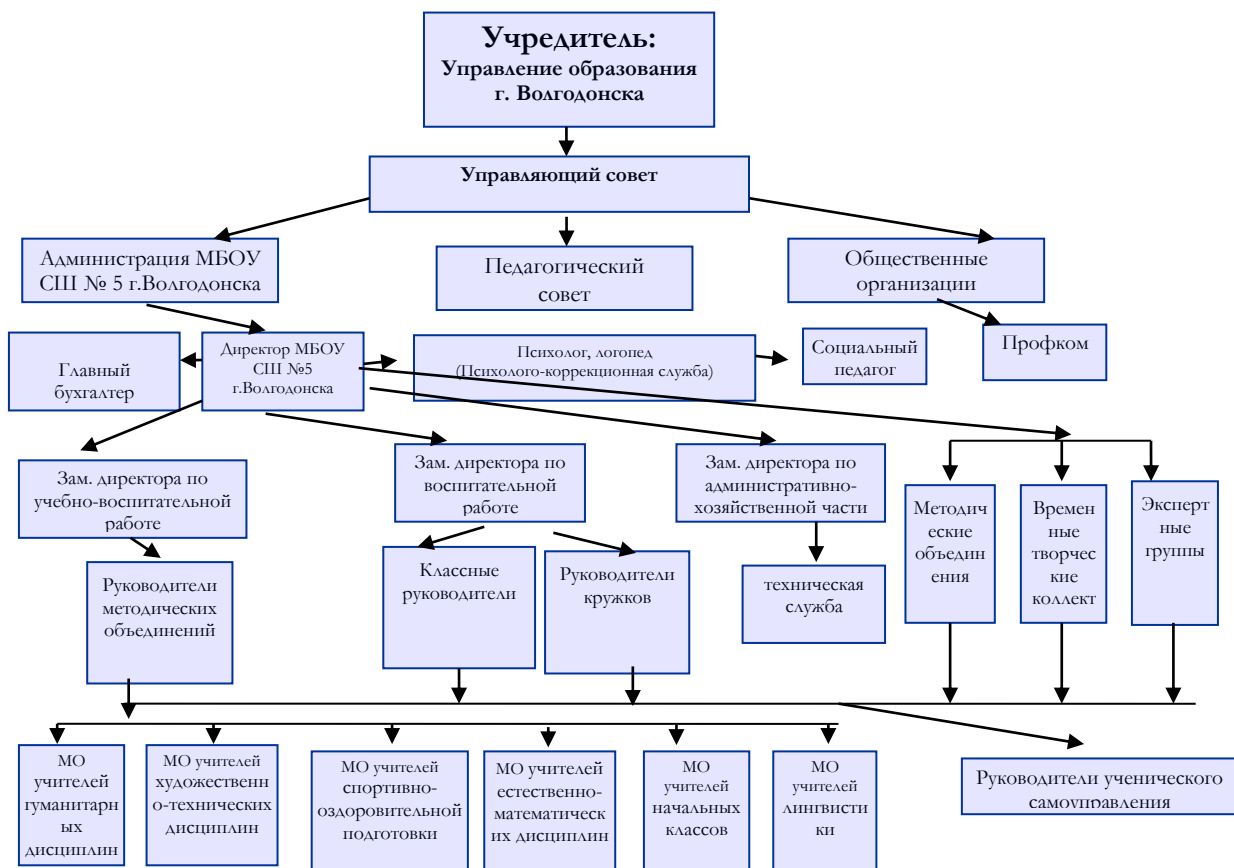 Учредитель:
Управление образования
г. Волгодонска
Управляющий совет
Администрация МБОУ
СШ № 5 г.Волгодонска
Педагогический
совет
Общественные
организации
Главный
бухгалтер
Директор МБОУ
СШ №5
г.Волгодонска
Психолог, логопед
(Психолого-коррекционная служба)
Социальный
педагог
Профком
Зам. директора по
учебно-воспитательной
работе
Зам. директора по
воспитательной
работе
Зам. директора по
административно-
хозяйственной части
Методич
еские
объедин
ения
Времен
ные
творчес
кие
коллект
Эксперт
ные
группы
Руководители
методических
объединений
Классные
руководители
Руководители
кружков
техническая
служба
МО
учителей
гуманитарн
ых
дисциплин
МО учителей
художественн
о-технических
дисциплин
МО учителей
спортивно-
оздоровительной
подготовки
МО учителей
естественно-
математическ
их дисциплин
МО
учителей
начальных
классов
МО
учителей
лингвисти
ки
Руководители ученического
самоуправления